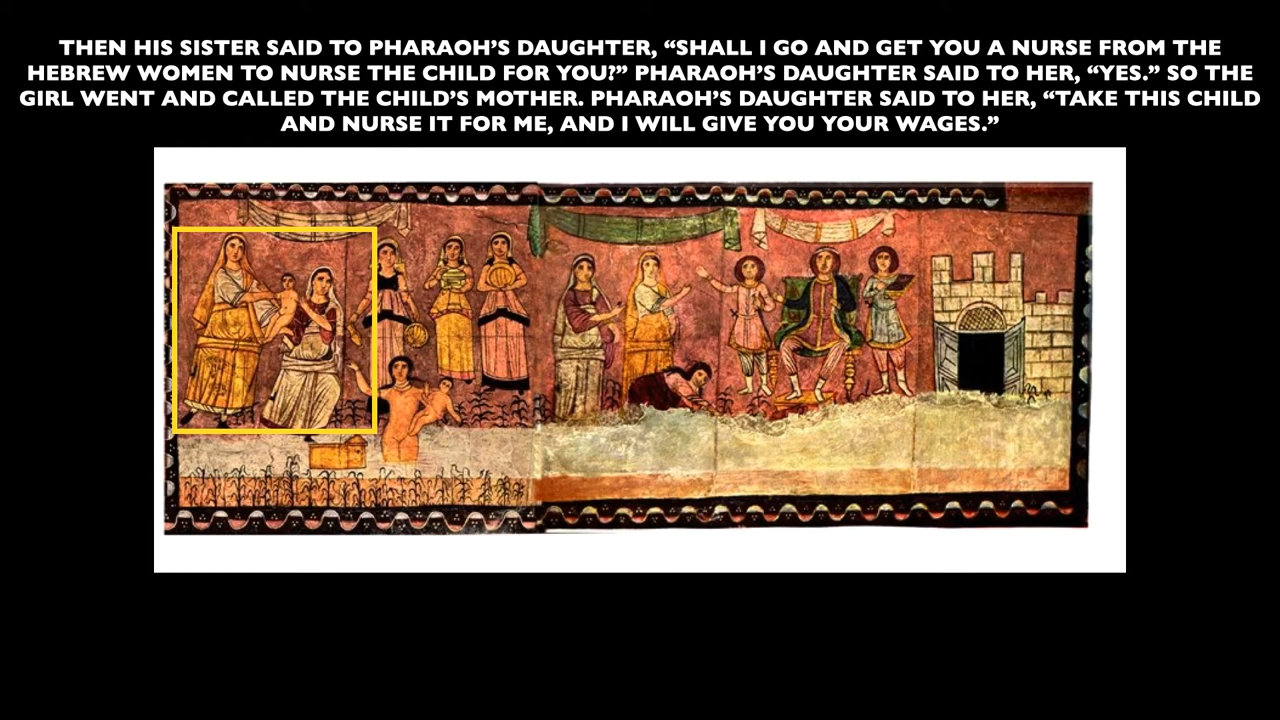 THEN HIS SISTER SAID TO PHARAOH’S DAUGHTER, “SHALL I GO AND GET YOU A NURSE FROM THE
HEBREW WOMEN TO NURSE THE CHILD FOR YOU?” PHARAOH’S DAUGHTER SAID TO HER, “YES.” SO THE
GIRL WENT AND CALLED THE CHILD’S MOTHER. PHARAOH’S DAUGHTER SAID TO HER, “TAKE THIS CHILD
AND NURSE IT FOR ME, AND I WILL GIVE YOU YOUR WAGES.”